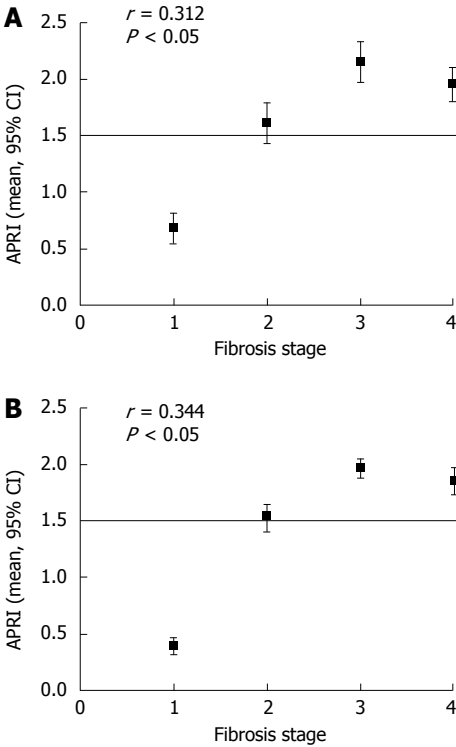 A
r = 0.312
P < 0.05
2.5
2.0
1.5
1.0
0.5
0.0
APRI (mean, 95% CI)
0 1 2 3 4
Fibrosis stage
B
r = 0.344
P < 0.05
2.5
2.0
1.5
1.0
0.5
0.0
APRI (mean, 95% CI)
0 1 2 3 4
Fibrosis stage